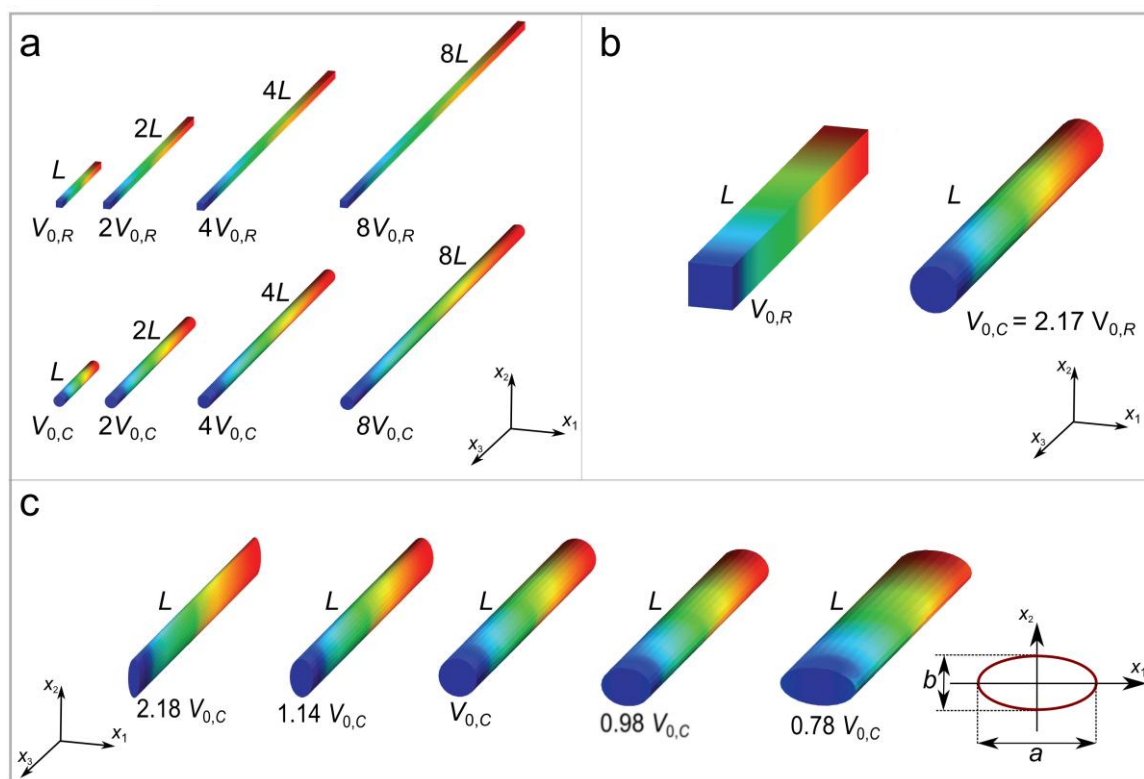 a
L
2L
4L
8L
V0,R
2V0,R
4V0,R
8V0,R
L
2L
4L
8L
V0,C
2V0,C
4V0,C
8V0,C
x2
x1
x3
b
L
V0,R
L
V0,C = 2.17 V0,R
x2
x1
x3
c
L
2.18 V0,C
L
1.14 V0,C
L
V0,C
L
0.98 V0,C
L
0.78 V0,C
x2
x1
x3
x2
x1
b
a